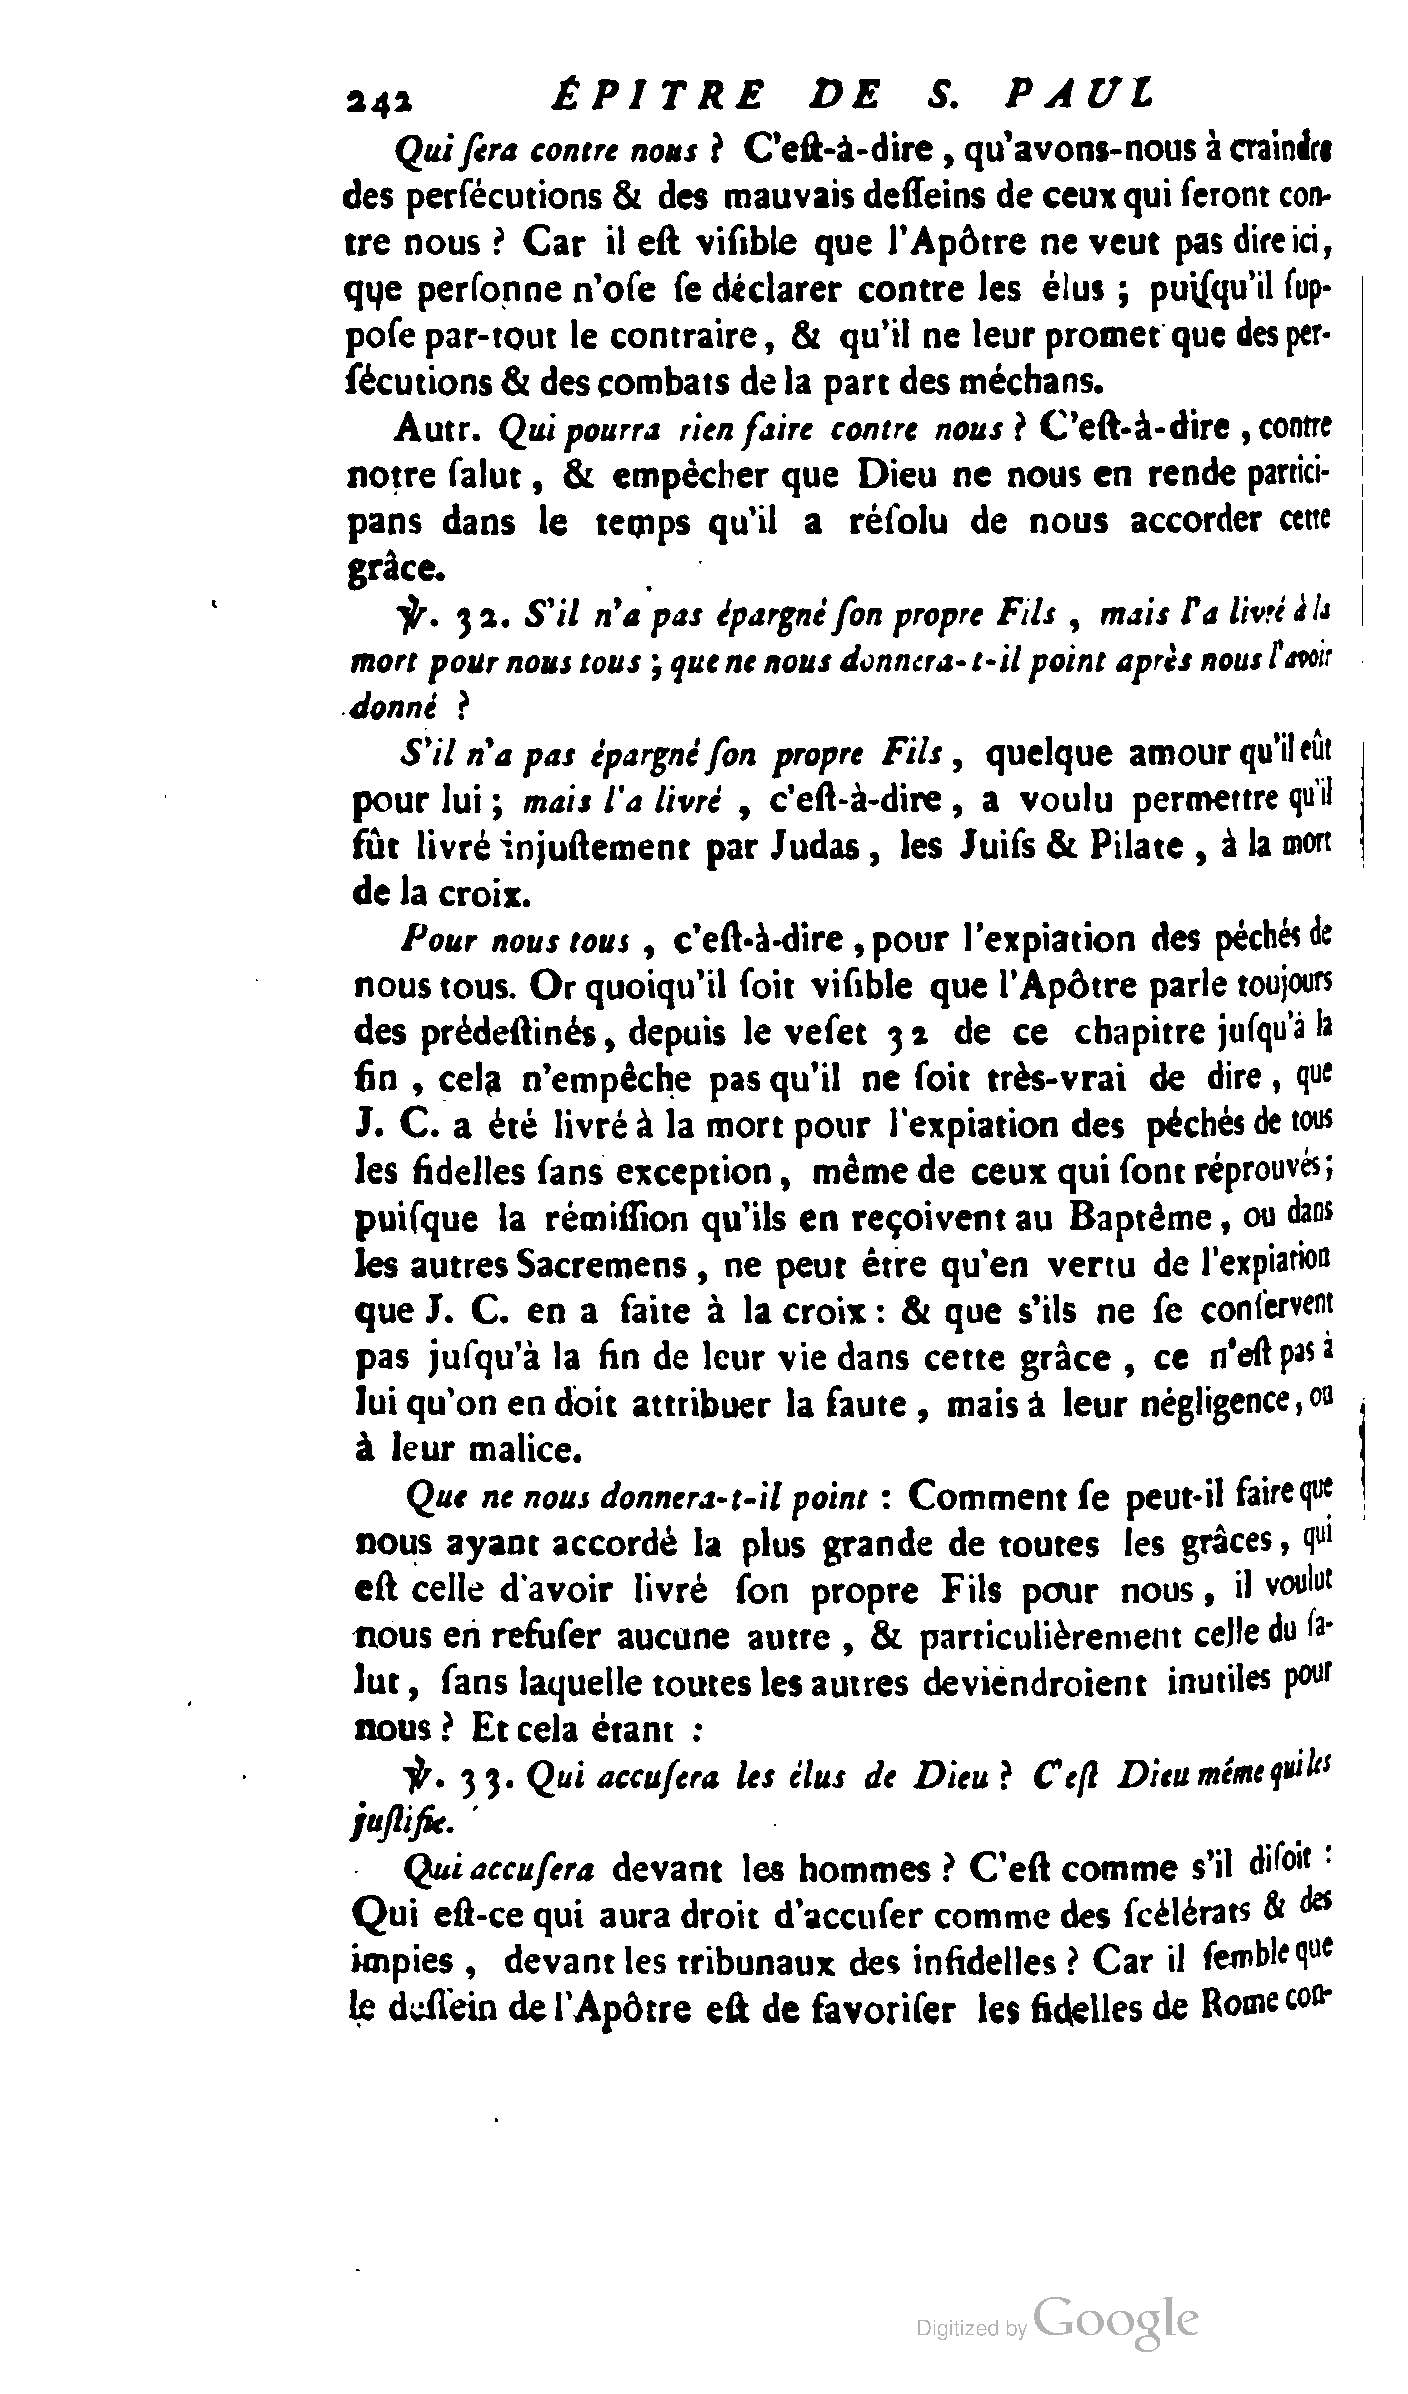 242 ÉPITRE DE S. PAUL
Qui ſera contre nous ? C'eſt-à-dire , qu'avons-nous à craindre
des perſécutions & des mauvais deſſeins de ceux qui ſeront con-
tre nous ? Car il eſt viſible que l'Apôtre ne veut pas dire ici,
que perſonne n'oſe ſe déclarer contre les élus ; puiſqu'il ſup-
poſe par-tout le contraire, & qu'il ne leur promet que des per-
ſécutions & des combats de la part des méchans.
Autr. Qui pourra rien faire contre nous ? C'eſt-à-dire , contre
notre ſalut , & empêcher que Dieu ne nous en rende partici-
pans dans le temps qu'il a réſolu de nous accorder cette
grâce.
℣. 32. S'il n'a pas épargné ſon propre Fils , mais l'a livré à la
mort pour nous tous ; que ne nous donnera-t-il point après nous l'avoir
donné ?
S'il n'a pas épargné ſon propre Fils , quelque amour qu'il eût
pour lui ; mais l'a livré , c'eſt-à-dire , a voulu permettre qu'il
fût livré injuſtement par Judas , les Juifs & Pilate , à la mort
de la croix.
Pour nous tous , c'eſt-à-dire , pour l'expiation des péchés de
nous tous. Or quoiqu'il ſoit viſible que l'Apôtre parle toujours
des prédeſtinés , depuis le veſet 32 de ce chapitre juſqu'à la
fin , cela n'empêche pas qu'il ne ſoit très-vrai de dire , que
J. C. a été livré à la mort pour l'expiation des péchés de tous
les fidelles ſans exception , même de ceux qui ſont réprouvés ;
puiſque la rémiſſion qu'ils en reçoivent au Baptême , ou dans
les autres Sacremens , ne peut être qu'en vertu de l'expiation
que J. C. en a faite à la croix : & que s'ils ne ſe conſervent
pas juſqu'à la fin de leur vie dans cette grâce , ce n'eſt pas à
lui qu'on en doit attribuer la faute , mais à leur négligence , ou
à leur malice.
Que ne nous donnera-t-il point : Comment ſe peut-il faire que
nous ayant accordé la plus grande de toutes les grâces , qui
eſt celle d'avoir livré ſon propre Fils pour nous , il voulut
nous en refuſer aucune autre , & particulièrement celle du ſa-
lut , ſans laquelle toutes les autres deviendroient inutiles pour
nous ? Et cela étant :
℣. 33. Qui accuſera les élus de Dieu ? C'eſt Dieu même qui les
juſtifie.
Qui accuſera devant les hommes ? C'eſt comme s'il diſoit :
Qui eſt-ce qui aura droit d'accuſer comme des ſcélérats & des
impies , devant les tribunaux des infidelles ? Car il ſemble que
le deſſein de l'Apôtre eſt de favoriſer les fidelles de Rome con-
Digitized by Google